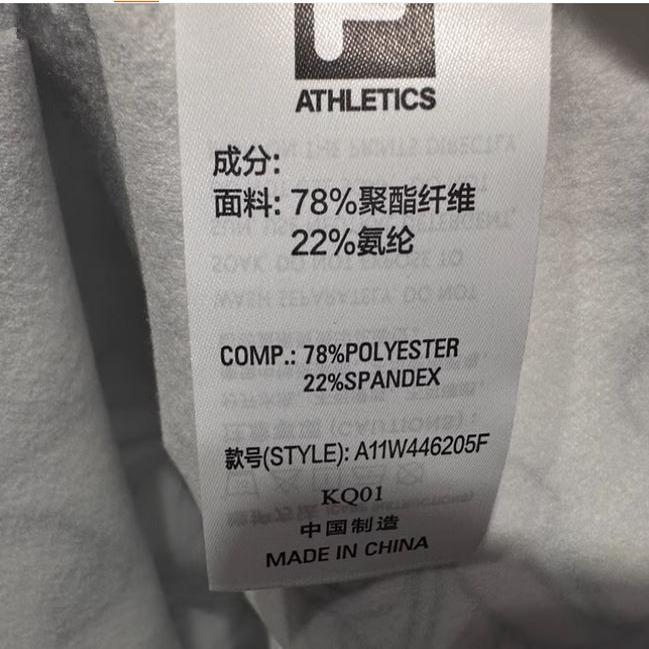 ATHLETICS
成分:
面料: 78%聚酯纤维
22%氨纶
COMP.: 78%POLYESTER
22%SPANDEX
款号(STYLE): A11W446205F
KQ01
中国制造
MADE IN CHINA